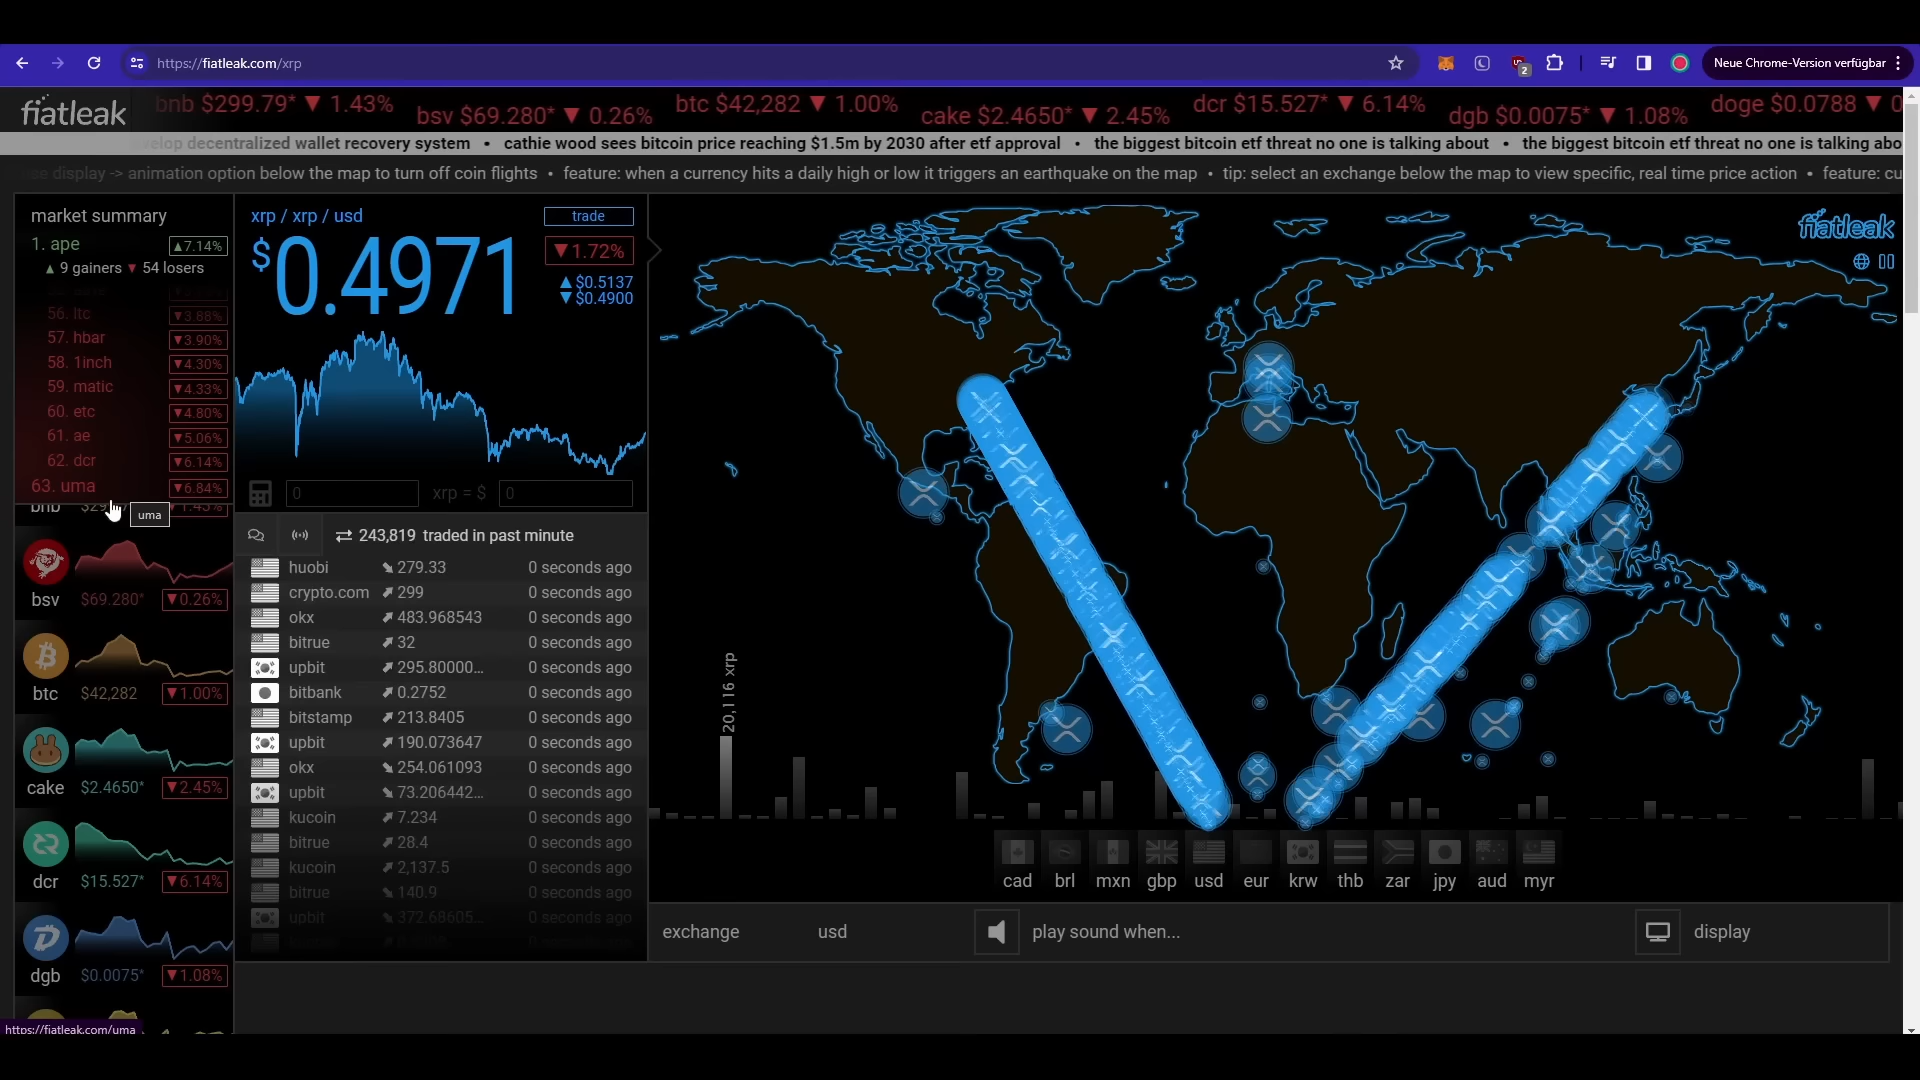 https://fiatleak.com/xrp
2
Neue Chrome-Version verfügbar
fiatleak
bnb $299.79* ▼ 1.43%
bsv $69.280* ▼ 0.26%
btc $42,282 ▼ 1.00%
cake $2.4650* ▼ 2.45%
dcr $15.527* ▼ 6.14%
dgb $0.0075* ▼ 1.08%
doge $0.0788 ▼ 0
decentralized wallet recovery system • cathie wood sees bitcoin price reaching $1.5m by 2030 after etf approval • the biggest bitcoin etf threat no one is talking about • the biggest bitcoin etf threat no one is talking abo
display -> animation option below the map to turn off coin flights • feature: when a currency hits a daily high or low it triggers an earthquake on the map • tip: select an exchange below the map to view specific, real time price action • feature: cu
market summary
1. ape ▲7.14%
▲ 9 gainers ▼ 54 losers
56. ltc ▼3.88%
57. hbar ▼3.90%
58. 1inch ▼4.30%
59. matic ▼4.33%
60. etc ▼4.80%
61. ae ▼5.06%
62. dcr ▼6.14%
63. uma ▼6.84%
uma
bnb
bsv $69.280* ▼0.26%
btc $42,282 ▼1.00%
cake $2.4650* ▼2.45%
dcr $15.527* ▼6.14%
dgb $0.0075* ▼1.08%
https://fiatleak.com/uma
xrp / xrp / usd
trade
$0.4971
▼1.72%
▲$0.5137
▼$0.4900
0 xrp = $ 0
243,819 traded in past minute
huobi 279.33 0 seconds ago
crypto.com 299 0 seconds ago
okx 483.968543 0 seconds ago
bitrue 32 0 seconds ago
upbit 295.80000... 0 seconds ago
bitbank 0.2752 0 seconds ago
bitstamp 213.8405 0 seconds ago
upbit 190.073647 0 seconds ago
okx 254.061093 0 seconds ago
upbit 73.206442... 0 seconds ago
kucoin 7.234 0 seconds ago
bitrue 28.4 0 seconds ago
kucoin 2,137.5 0 seconds ago
bitrue 140.9 0 seconds ago
upbit 372.68605... 0 seconds ago
fiatleak
20,116 xrp
cad brl mxn gbp usd eur krw thb zar jpy aud myr
exchange usd play sound when... display